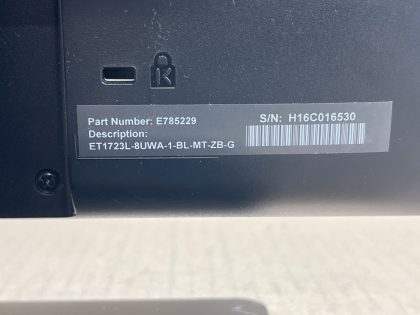 Part Number: E785229
S/N: H16C016530
Description:
ET1723L-8UWA-1-BL-MT-ZB-G